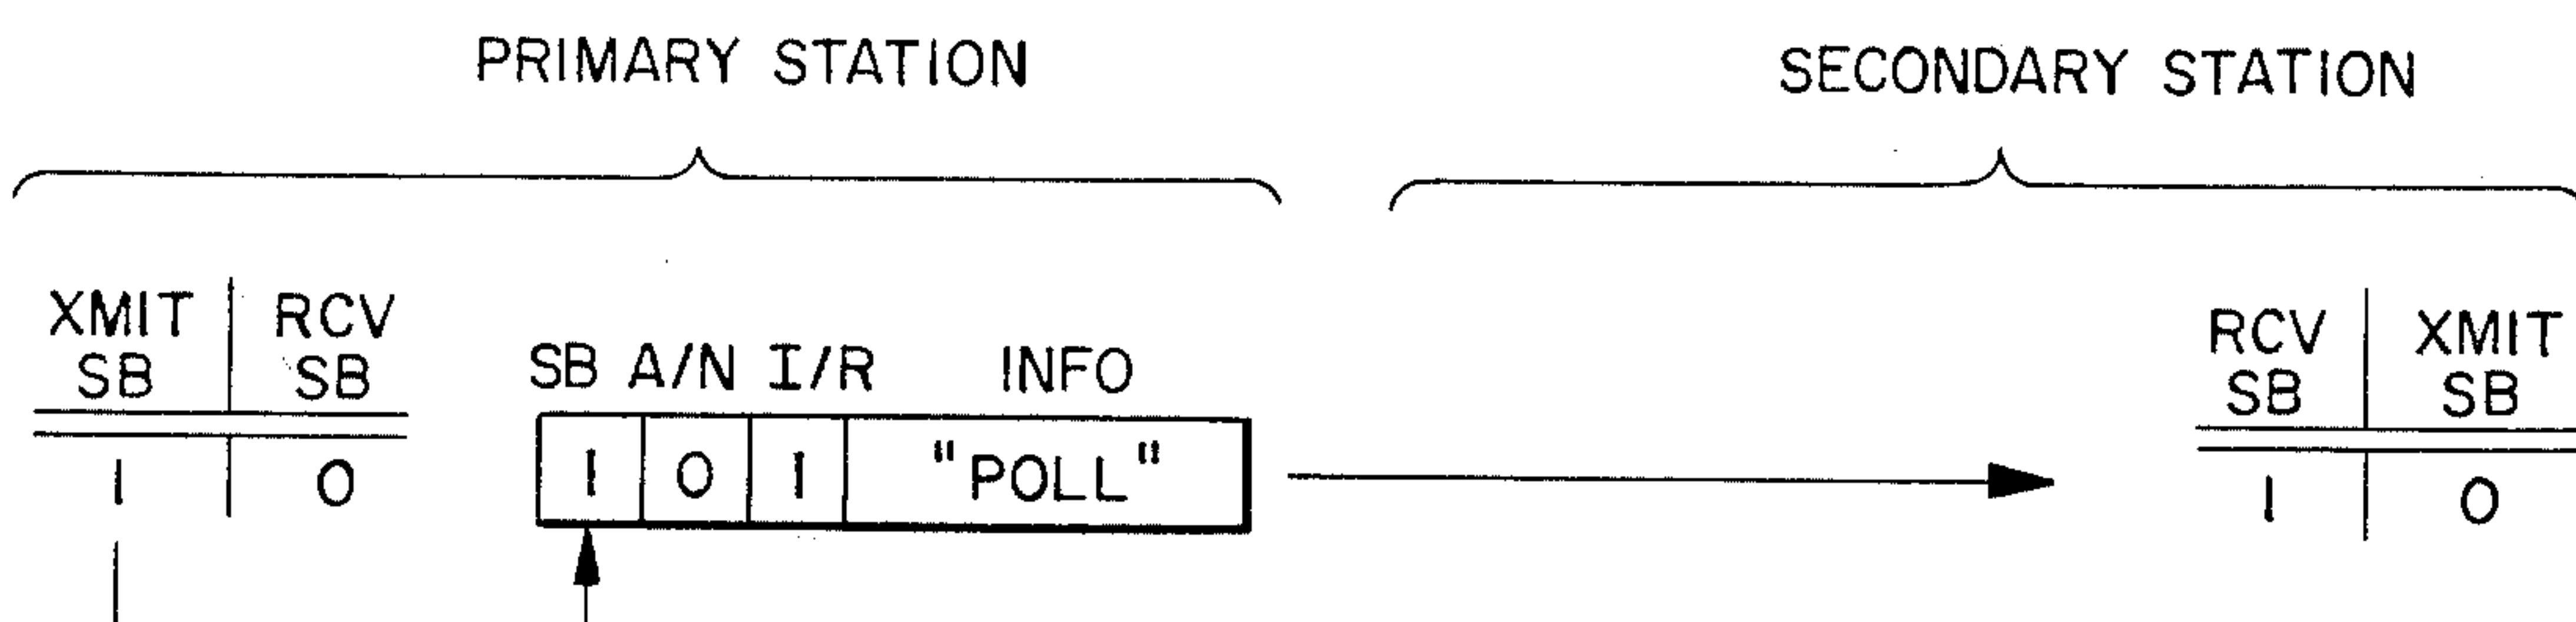 PRIMARY STATION
SECONDARY STATION
XMIT SB
RCV SB
SB A/N I/R INFO
1 0
1 0 1 "POLL"
RCV SB
XMIT SB
1 0